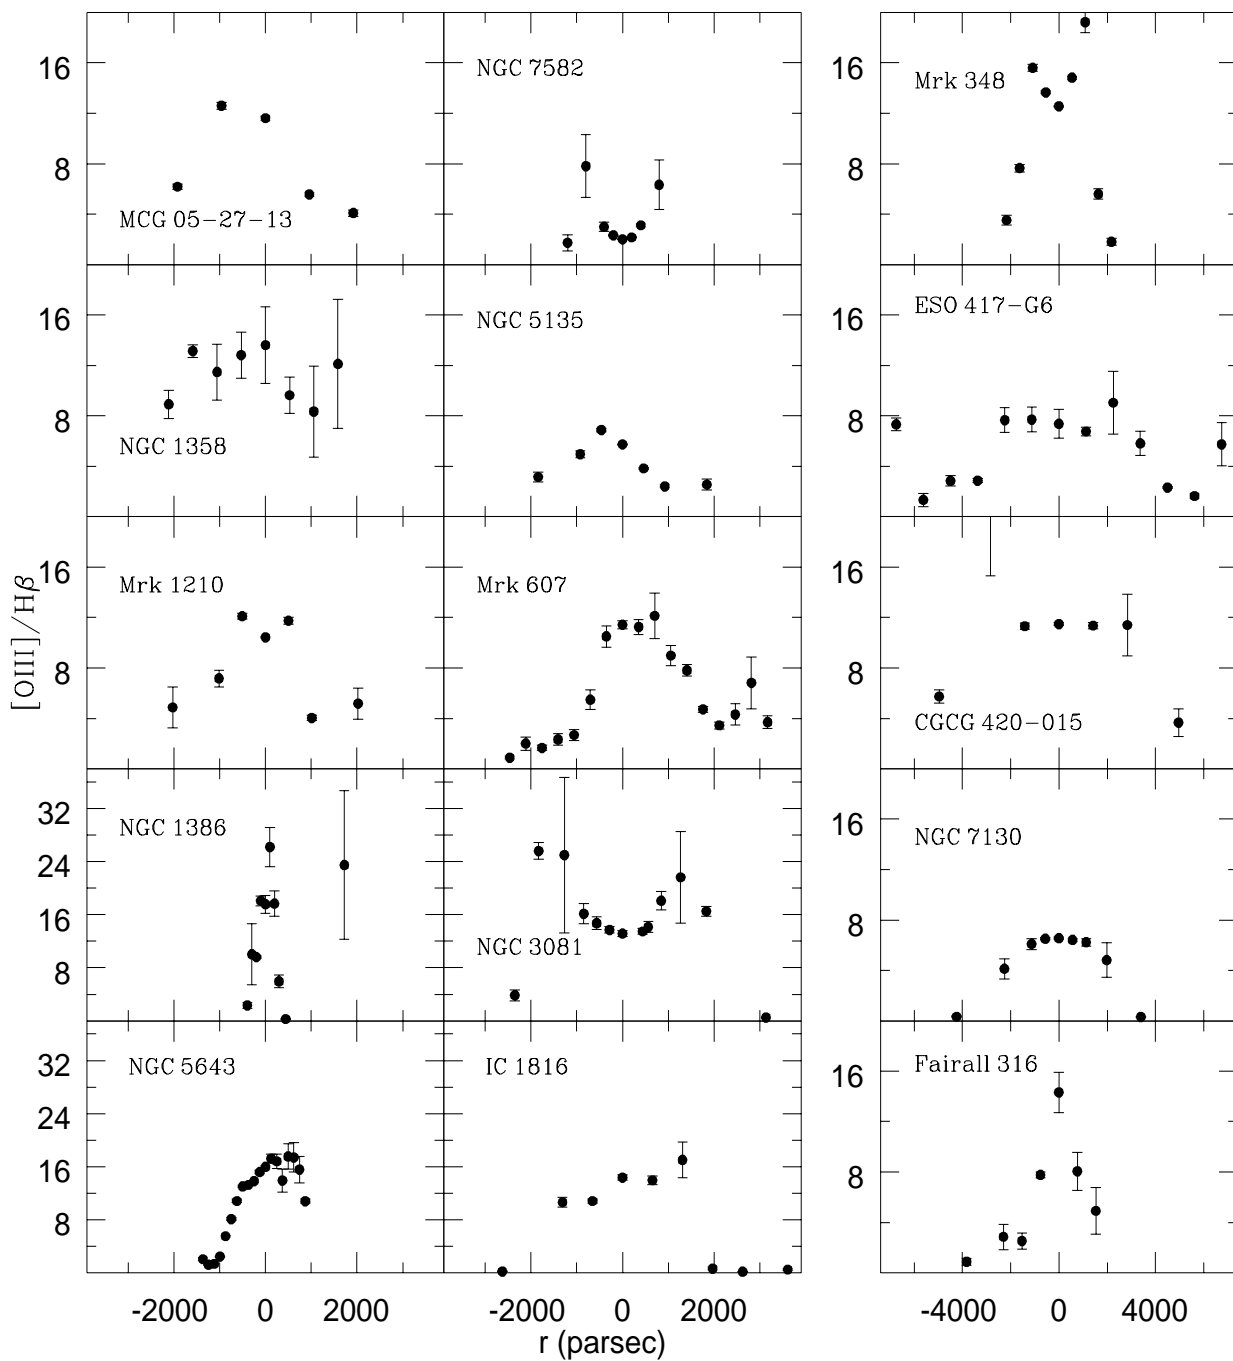 16
8
MCG 05-27-13
NGC 7582
16
8
Mrk 348
16
8
NGC 1358
NGC 5135
16
8
ESO 417-G6
[OIII]/Hβ
16
8
Mrk 1210
Mrk 607
16
8
CGCG 420-015
32
24
16
8
NGC 1386
NGC 3081
16
8
NGC 7130
32
24
16
8
NGC 5643
IC 1816
16
8
Fairall 316
-2000 0 2000
-2000 0 2000
-4000 0 4000
r (parsec)